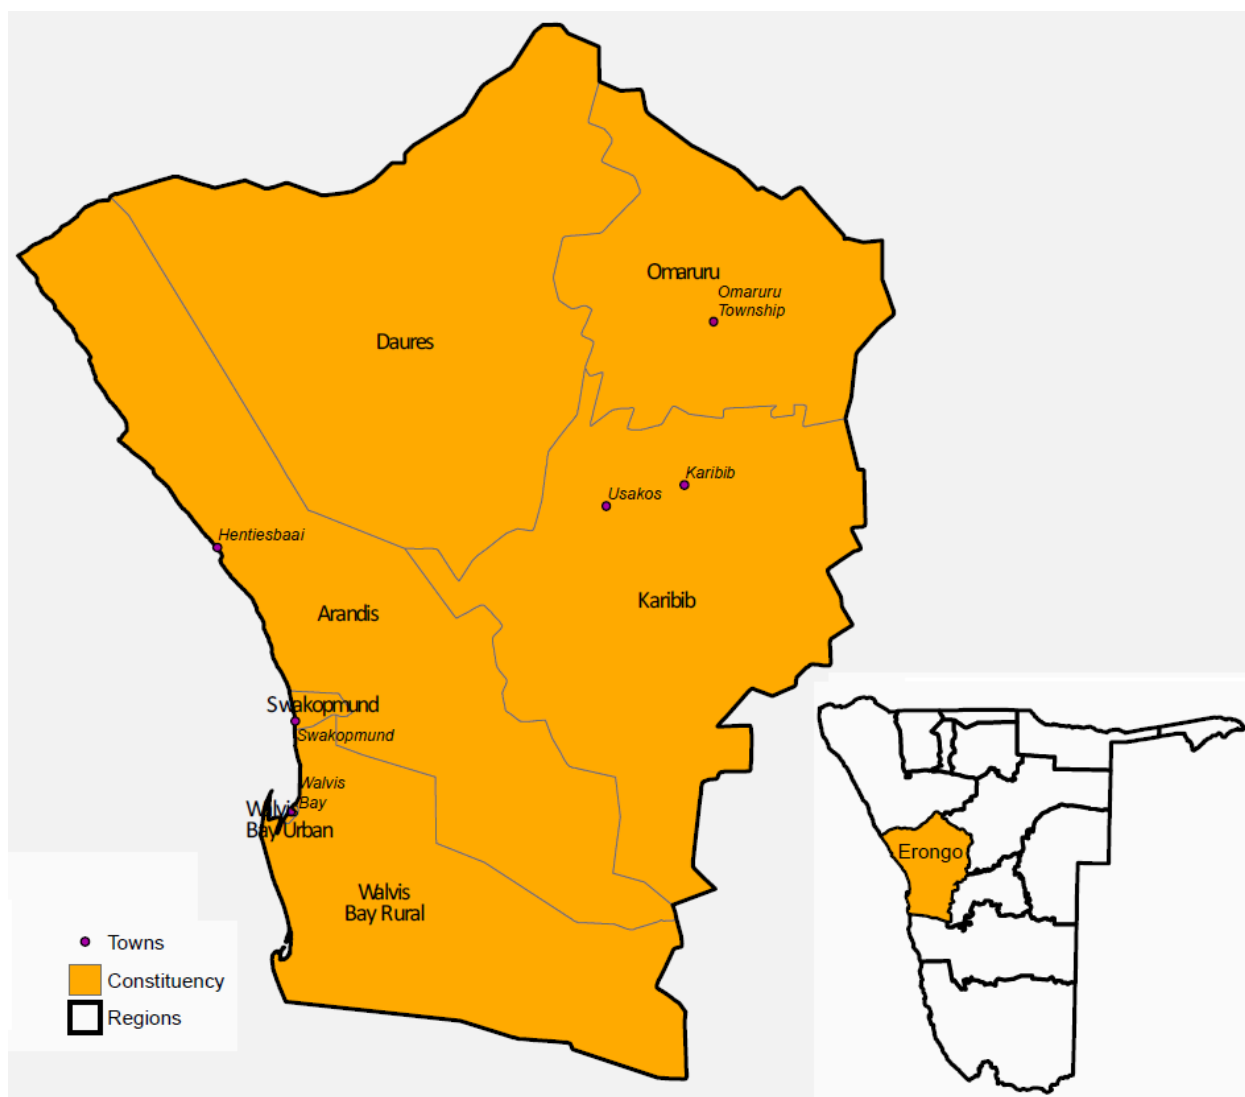 Omaruru
Omaruru
Township
Daures
Karibib
Usakos
Hentiesbaai
Karibib
Arandis
Swakopmund
Swakopmund
Walvis
Bay
Walvis
Bay Urban
Walvis
Bay Rural
Erongo
Towns
Constituency
Regions